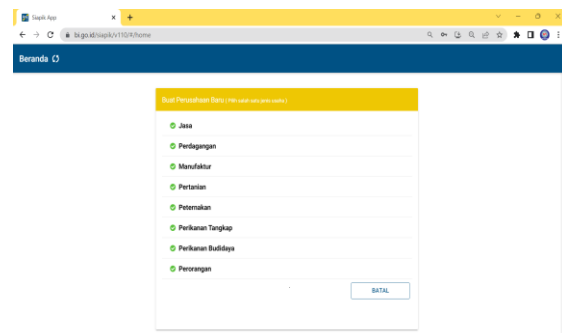 Siapik App
bi.go.id/siapik/v110/#/home
Beranda
Buat Perusahaan Baru ( Pilih salah satu jenis usaha )
Jasa
Perdagangan
Manufaktur
Pertanian
Peternakan
Perikanan Tangkap
Perikanan Budidaya
Perorangan
BATAL